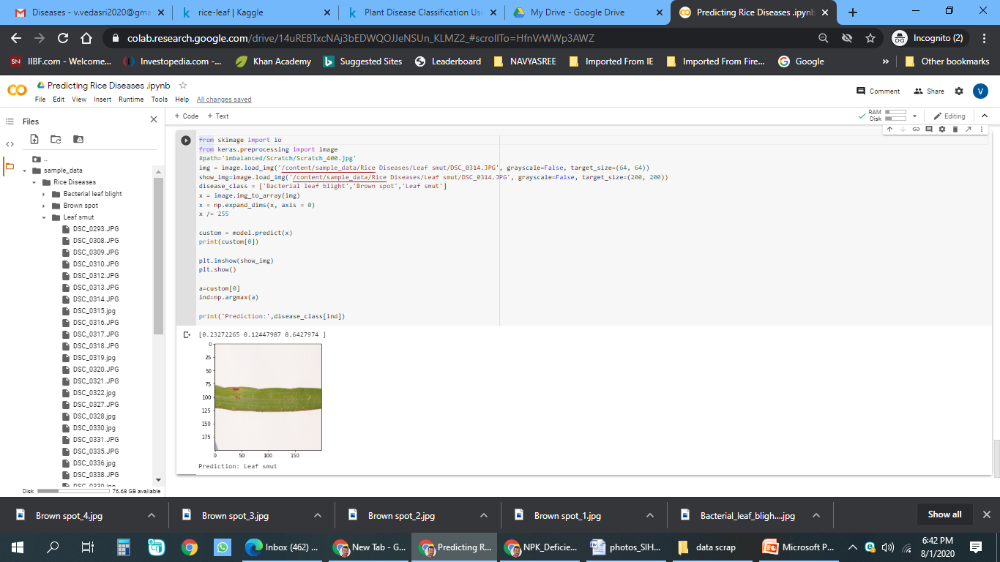 Diseases - v.vedasri2020@gma
rice-leaf | Kaggle
Plant Disease Classification Usi
My Drive - Google Drive
Predicting Rice Diseases .ipynb
colab.research.google.com/drive/14uREBTxcNAj3bEDWQOJJeNSUn_KLMZ2_#scrollTo=HfnVrWWp3AWZ
Incognito (2)
SN IIBF.com - Welcome...
Investopedia.com -...
Khan Academy
Suggested Sites
Leaderboard
NAVYASREE
Imported From IE
Imported From Fire...
Google
»
Other bookmarks
CO
Predicting Rice Diseases .ipynb
File Edit View Insert Runtime Tools Help All changes saved
Comment
Share
V
Files
+ Code + Text
RAM
Disk
Editing
..
sample_data
Rice Diseases
Bacterial leaf blight
Brown spot
Leaf smut
DSC_0293.JPG
DSC_0308.JPG
DSC_0309.JPG
DSC_0310.JPG
DSC_0312.JPG
DSC_0313.JPG
DSC_0314.JPG
DSC_0315.jpg
DSC_0316.JPG
DSC_0317.JPG
DSC_0318.JPG
DSC_0319.jpg
DSC_0320.JPG
DSC_0321.JPG
DSC_0322.jpg
DSC_0327.JPG
DSC_0328.jpg
DSC_0330.jpg
DSC_0331.JPG
DSC_0335.JPG
DSC_0336.jpg
DSC_0338.JPG
DSC_0339.jpg
Disk 76.68 GB available
from skimage import io
from keras.preprocessing import image
#path='imbalanced/Scratch/Scratch_400.jpg'
img = image.load_img('/content/sample_data/Rice Diseases/Leaf smut/DSC_0314.JPG', grayscale=False, target_size=(64, 64))
show_img=image.load_img('/content/sample_data/Rice Diseases/Leaf smut/DSC_0314.JPG', grayscale=False, target_size=(200, 200))
disease_class = ['Bacterial leaf blight','Brown spot','Leaf smut']
x = image.img_to_array(img)
x = np.expand_dims(x, axis = 0)
x /= 255
custom = model.predict(x)
print(custom[0])
plt.imshow(show_img)
plt.show()
a=custom[0]
ind=np.argmax(a)
print('Prediction:',disease_class[ind])
[0.23272265 0.12447987 0.6427974 ]
0
25
50
75
100
125
150
175
0 50 100 150
Prediction: Leaf smut
Brown spot_4.jpg
Brown spot_3.jpg
Brown spot_2.jpg
Brown spot_1.jpg
Bacterial_leaf_bligh....jpg
Show all
Inbox (462) ...
New Tab - G...
Predicting R...
NPK_Deficie...
photos_SIH...
data scrap
Microsoft P...
6:42 PM
8/1/2020